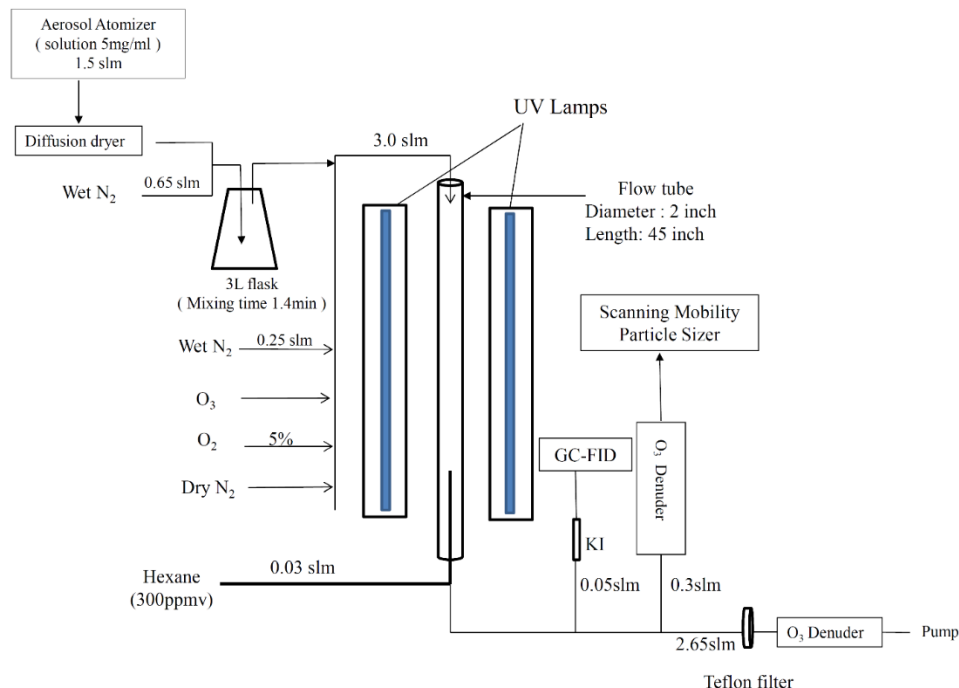 Aerosol Atomizer
( solution 5mg/ml )
1.5 slm
Diffusion dryer
Wet N₂
0.65 slm
3L flask
( Mixing time 1.4min )
3.0 slm
UV Lamps
Flow tube
Diameter : 2 inch
Length: 45 inch
Wet N₂
0.25 slm
O₃
O₂
5%
Dry N₂
Hexane
(300ppmv)
0.03 slm
Scanning Mobility
Particle Sizer
GC-FID
KI
0.05slm
O₃ Denuder
0.3slm
2.65slm
Teflon filter
O₃ Denuder
Pump